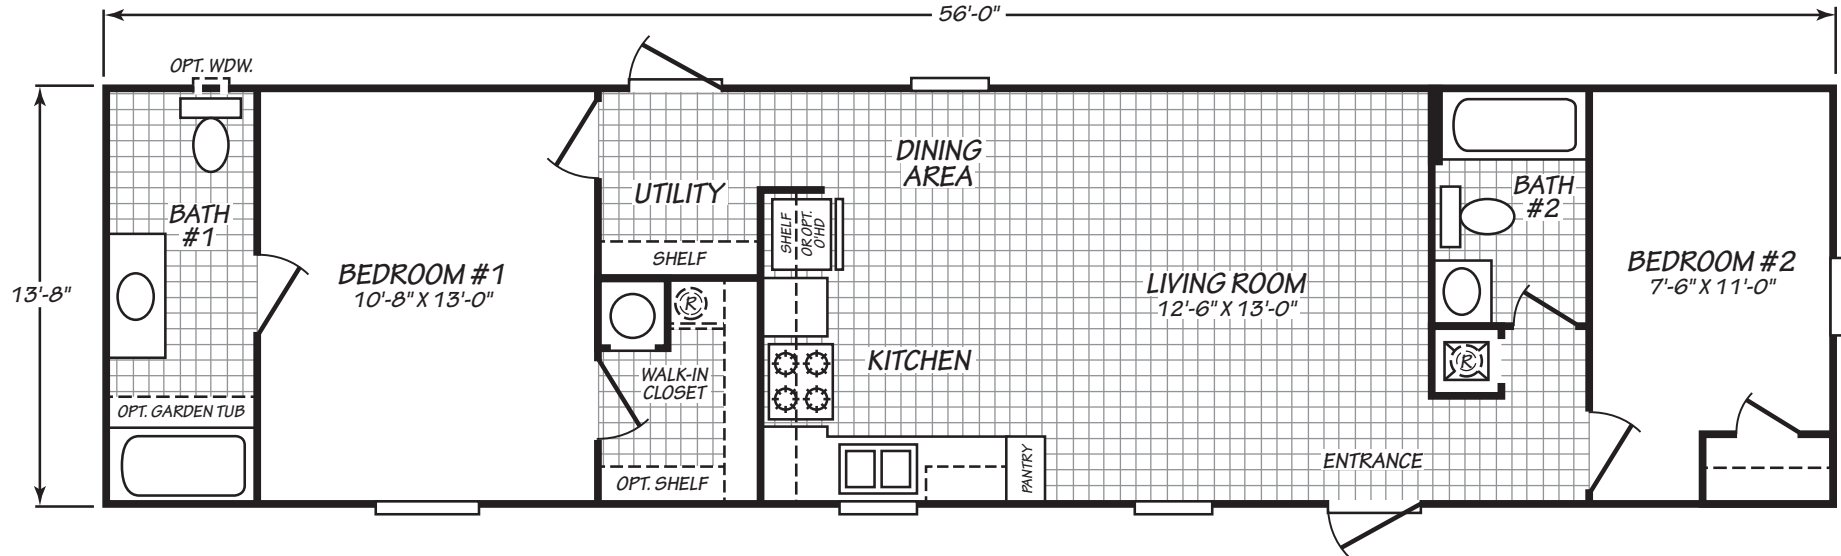 56'-0"
OPT. WDW.
13'-8"
BATH
#1
OPT. GARDEN TUB
BEDROOM #1
10'-8" X 13'-0"
UTILITY
SHELF
R
WALK-IN
CLOSET
OPT. SHELF
SHELF
OR OPT.
O'HD
DINING
AREA
KITCHEN
PANTRY
LIVING ROOM
12'-6" X 13'-0"
ENTRANCE
BATH
#2
R
BEDROOM #2
7'-6" X 11'-0"